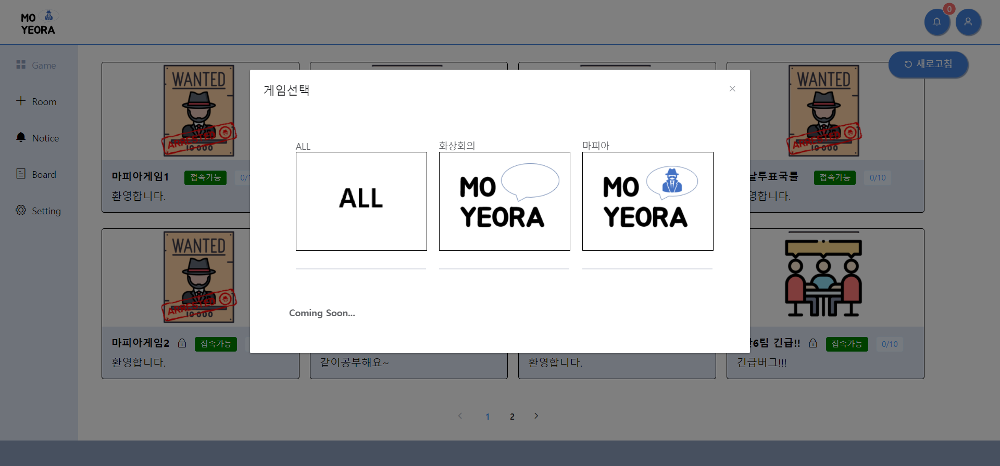 MO
YEORA
0
Game
Room
Notice
Board
Setting
새로고침
WANTED
ARRESTED
10 000
마피아게임1 접속가능 0/1
환영합니다.
WANTED
ARRESTED
10 000
날투표국룰 접속가능 0/10
영합니다.
게임선택
ALL
ALL
화상회의
MO
YEORA
마피아
MO
YEORA
Coming Soon...
WANTED
ARRESTED
10 000
마피아게임2 접속가능
환영합니다.
같이공부해요~
환영합니다.
6팀 긴급!! 접속가능 0/10
긴급버그!!!
1 2